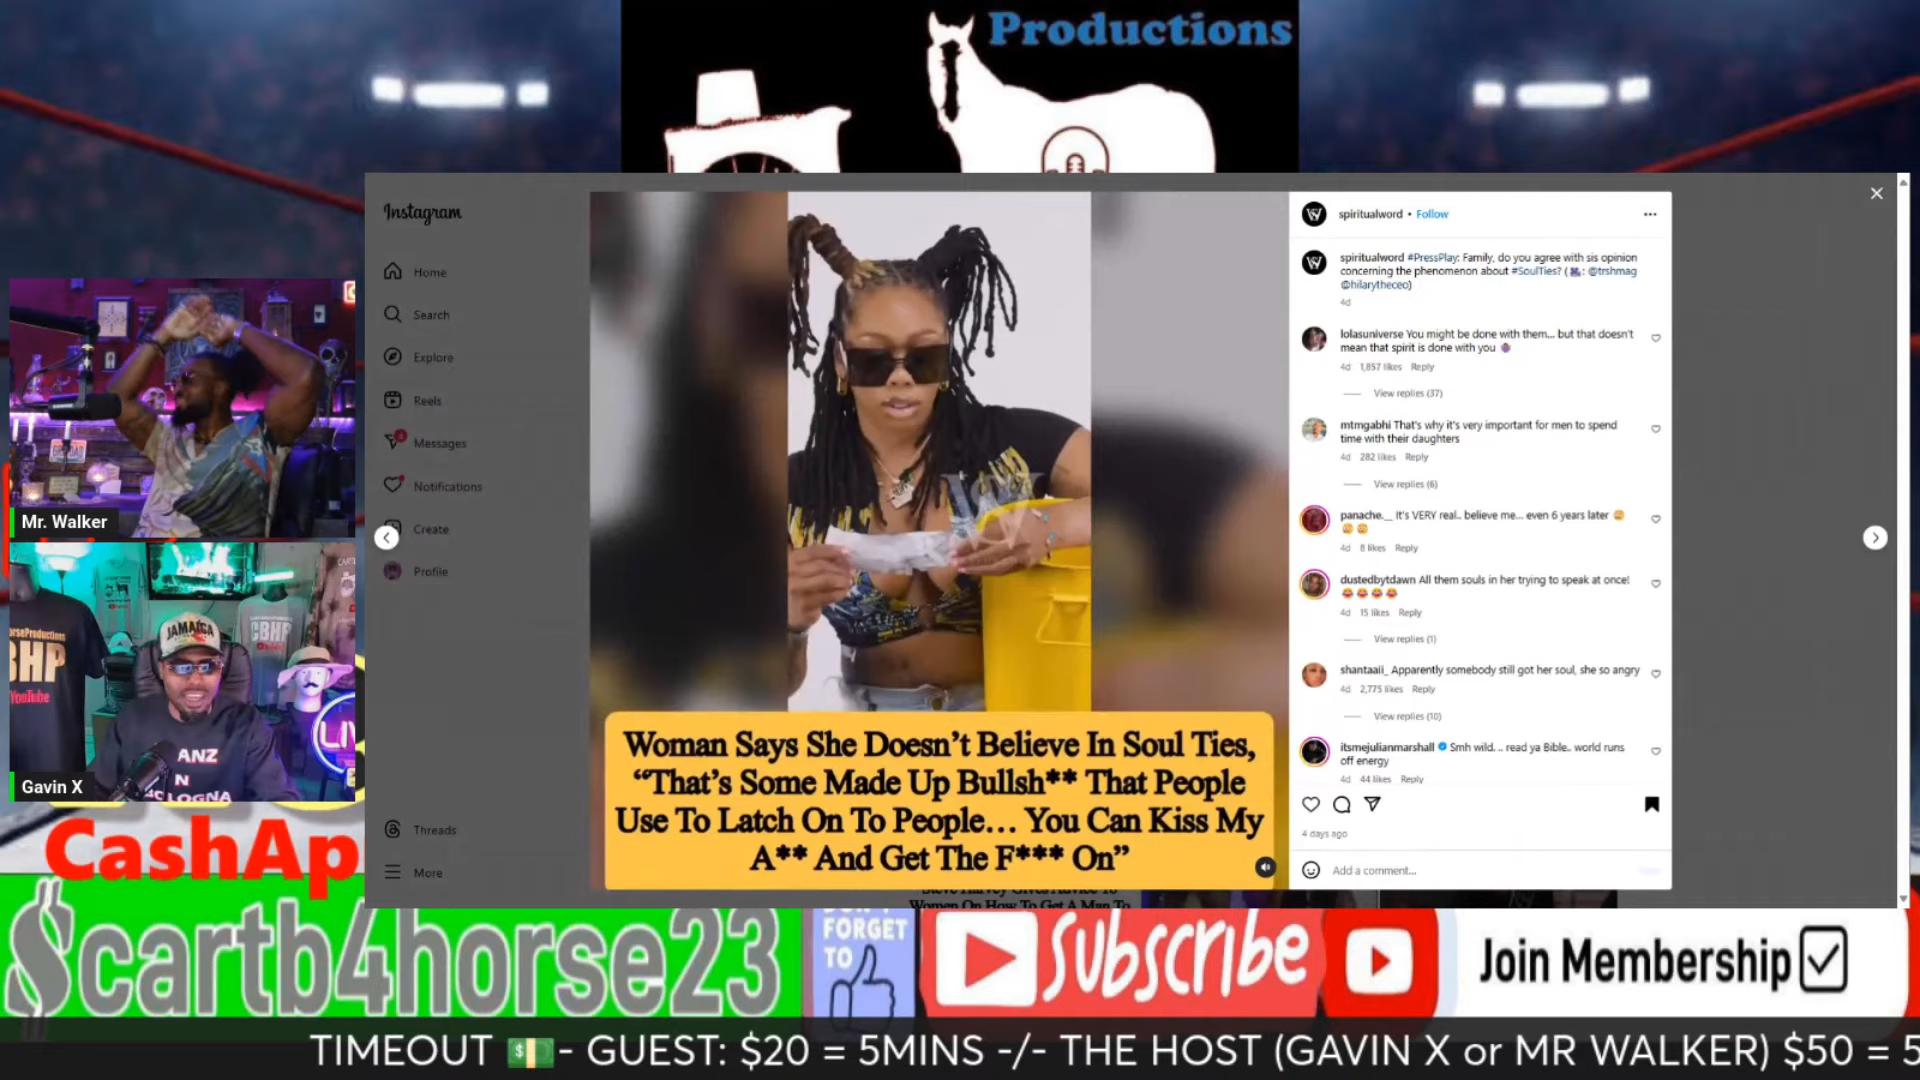 Productions
Instagram
Home
Search
Explore
Reels
Messages
Notifications
Create
Profile
Threads
More
Woman Says She Doesn't Believe In Soul Ties,
"That's Some Made Up Bullsh** That People
Use To Latch On To People... You Can Kiss My
A** And Get The F*** On"
spiritualword • Follow
spiritualword #PressPlay: Family, do you agree with sis opinion
concerning the phenomenon about #SoulTies? ( : @trshmag
@hilarytheceo)
4d
lolasuniverse You might be done with them... but that doesn't
mean that spirit is done with you
4d 1,857 likes Reply
View replies (37)
mtmgabhi That's why it's very important for men to spend
time with their daughters
4d 282 likes Reply
View replies (6)
panache.__ It's VERY real.. believe me... even 6 years later
4d 8 likes Reply
dustedbytdawn All them souls in her trying to speak at once!
4d 15 likes Reply
View replies (1)
shantaaii_ Apparently somebody still got her soul, she so angry
4d 2,775 likes Reply
View replies (10)
itsmejulianmarshall Smh wild... read ya Bible.. world runs
off energy
4d 44 likes Reply
4 days ago
Add a comment...
Mr. Walker
JAMAICA
CBHP
BHP
YouTube
LIV
ANZ
N
OLOGNA
Gavin X
CashAp
$cartb4horse23
FORGET
TO
Subscribe
Join Membership
TIMEOUT 💵- GUEST: $20 = 5MINS -/- THE HOST (GAVIN X or MR WALKER) $50 = 5